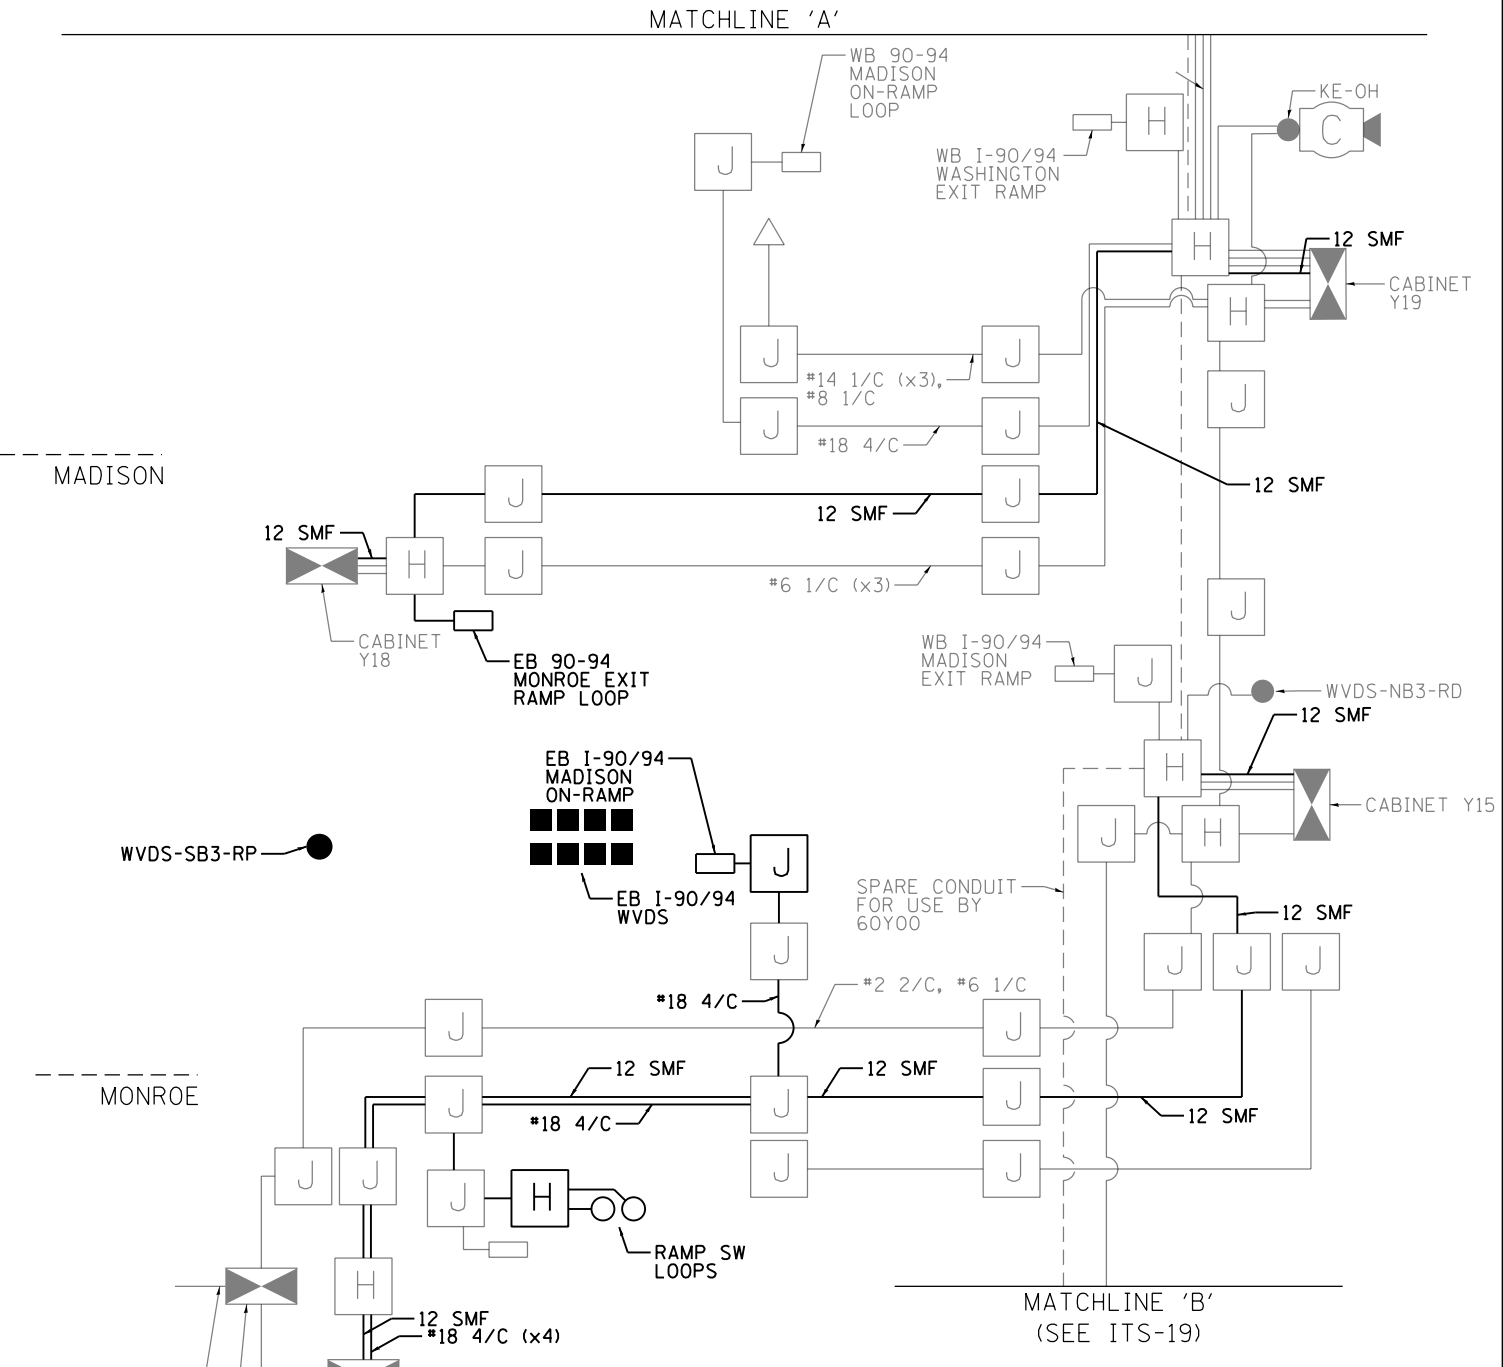 MATCHLINE 'A'
WB 90-94
MADISON
ON-RAMP
LOOP
KE-OH
C
H
J
WB I-90/94
WASHINGTON
EXIT RAMP
H
12 SMF
CABINET
Y19
H
J
J
#14 1/C (x3),
#8 1/C
J
J
J
#18 4/C
MADISON
J
J
12 SMF
12 SMF
12 SMF
H
J
J
#6 1/C (x3)
J
CABINET
Y18
EB 90-94
MONROE EXIT
RAMP LOOP
WB I-90/94
MADISON
EXIT RAMP
J
WVDS-NB3-RD
12 SMF
EB I-90/94
MADISON
ON-RAMP
H
CABINET Y15
J
H
WVDS-SB3-RP
J
EB I-90/94
WVDS
SPARE CONDUIT
FOR USE BY
60Y00
12 SMF
J
J
J
J
#18 4/C
#2 2/C, #6 1/C
J
J
MONROE
12 SMF
12 SMF
J
J
J
12 SMF
#18 4/C
J
J
J
J
J
H
RAMP SW
LOOPS
H
MATCHLINE 'B'
(SEE ITS-19)
12 SMF
#18 4/C (x4)